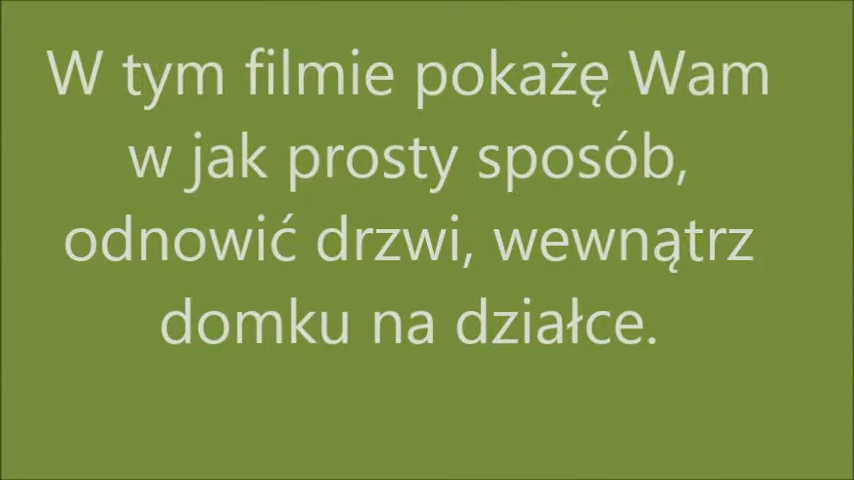 W tym filmie pokażę Wam
w jak prosty sposób,
odnowić drzwi, wewnątrz
domku na działce.